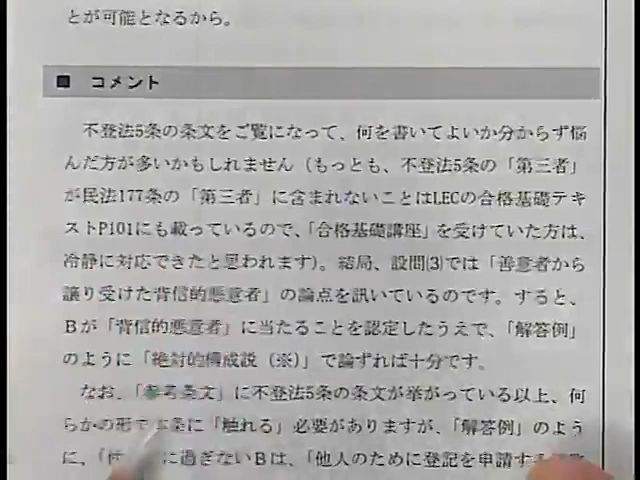 とが可能となるから。
■ コメント
不登法5条の条文をご覧になって、何を書いてよいか分からず悩
んだ方が多いかもしれません（もっとも、不登法5条の「第三者」
が民法177条の「第三者」に含まれないことはLECの合格基礎テキ
ストP101にも載っているので、「合格基礎講座」を受けていた方は、
冷静に対応できたと思われます）。結局、設問(3)では「善意者から
譲り受けた背信的悪意者」の論点を訊いているのです。すると、
Bが「背信的悪意者」に当たることを認定したうえで、「解答例」
のように「絶対的構成説（※）」で論ずれば十分です。
なお、「参考条文」に不登法5条の条文が挙がっている以上、何
らかの形で本条に「触れる」必要がありますが、「解答例」のよう
に、に過ぎないBは、「他人のために登記を申請する